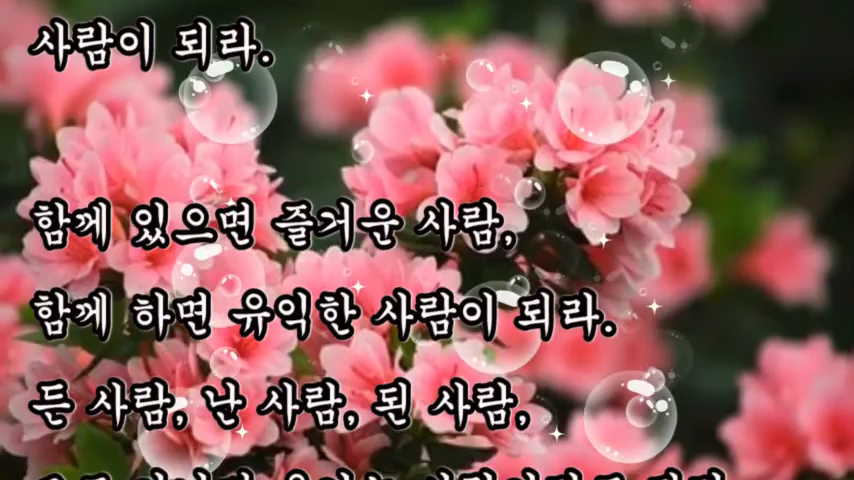 사람이 되라.
함께 있으면 즐거운 사람,
함께 하면 유익한 사람이 되라.
든 사람, 난 사람, 된 사람,